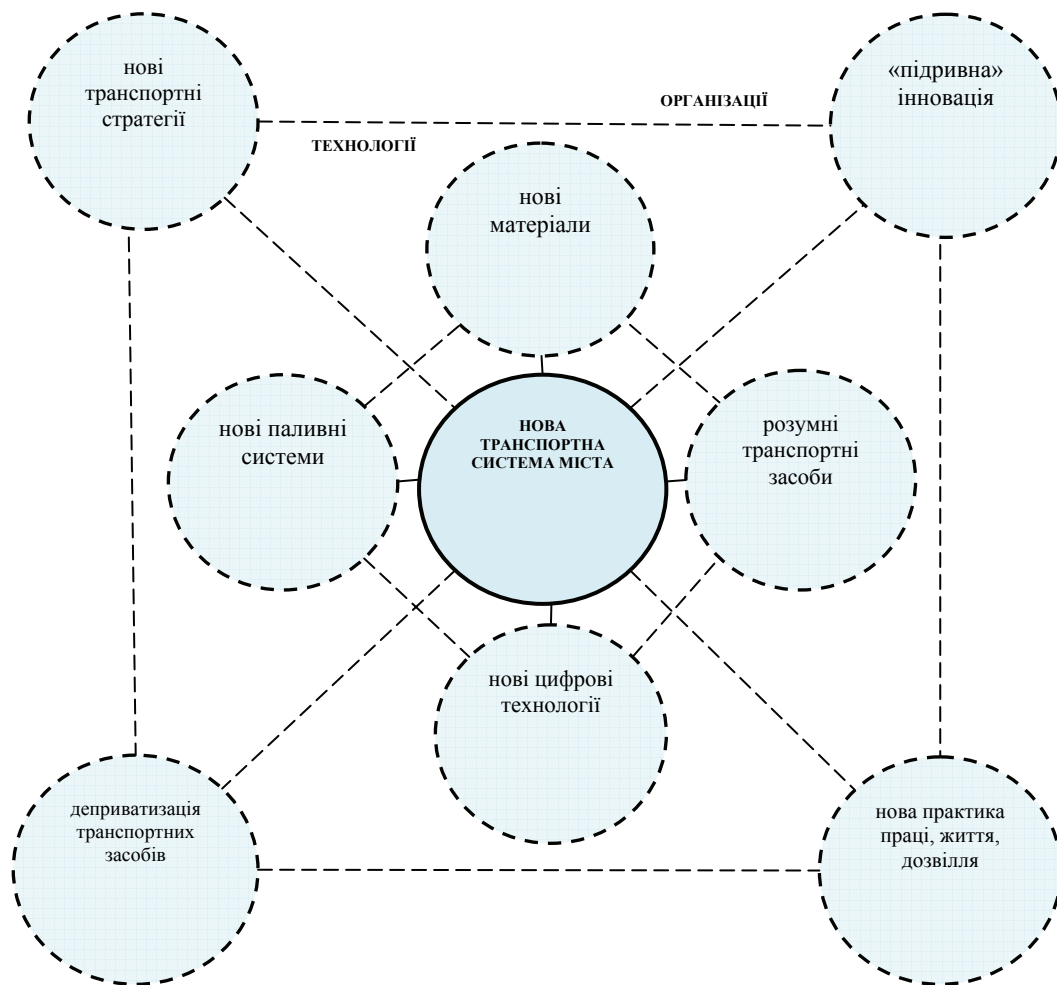 нові
транспортні
стратегії
«підривна»
інновація
ОРГАНІЗАЦІЇ
ТЕХНОЛОГІЇ
нові
матеріали
нові паливні
системи
НОВА
ТРАНСПОРТНА
СИСТЕМА МІСТА
розумні
транспортні
засоби
нові цифрові
технології
деприватизація
транспортних
засобів
нова практика
праці, життя,
дозвілля